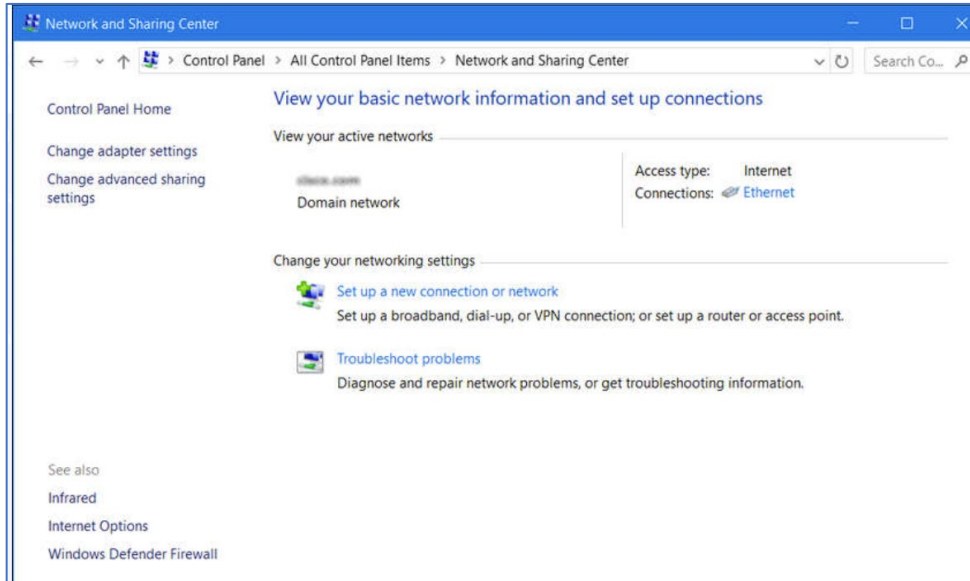 Network and Sharing Center
Control Panel > All Control Panel Items > Network and Sharing Center
Search Co...
Control Panel Home
Change adapter settings
Change advanced sharing
settings
View your basic network information and set up connections
View your active networks
Domain network
Access type: Internet
Connections: Ethernet
Change your networking settings
Set up a new connection or network
Set up a broadband, dial-up, or VPN connection; or set up a router or access point.
Troubleshoot problems
Diagnose and repair network problems, or get troubleshooting information.
See also
Infrared
Internet Options
Windows Defender Firewall